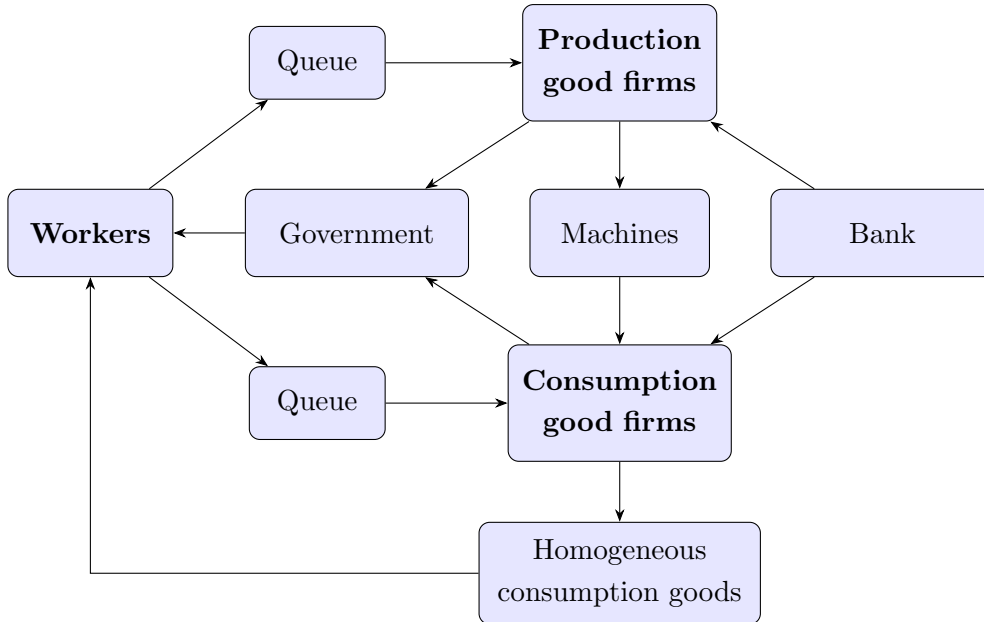 Queue
Production
good firms
Workers
Government
Machines
Bank
Queue
Consumption
good firms
Homogeneous
consumption goods